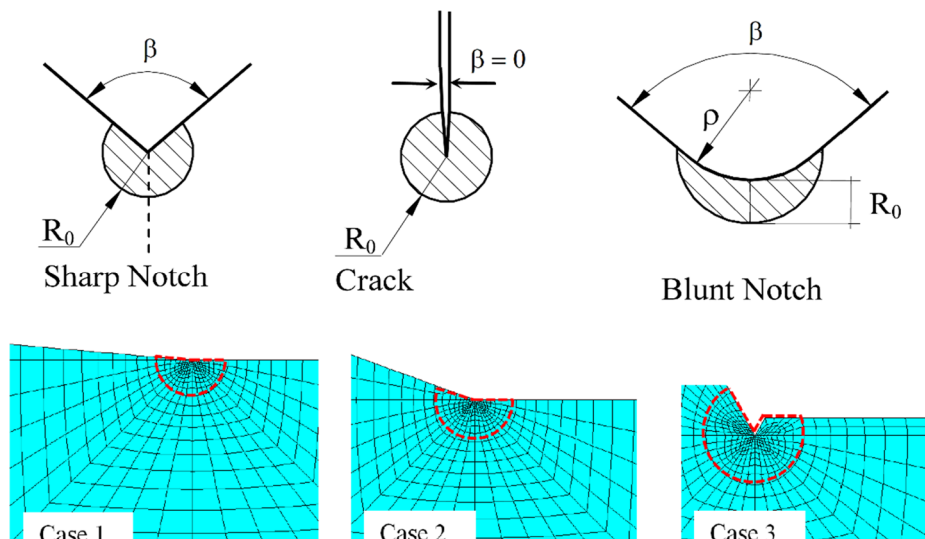 β
R₀
Sharp Notch
β = 0
R₀
Crack
β
ρ
R₀
Blunt Notch
Case 1
Case 2
Case 3